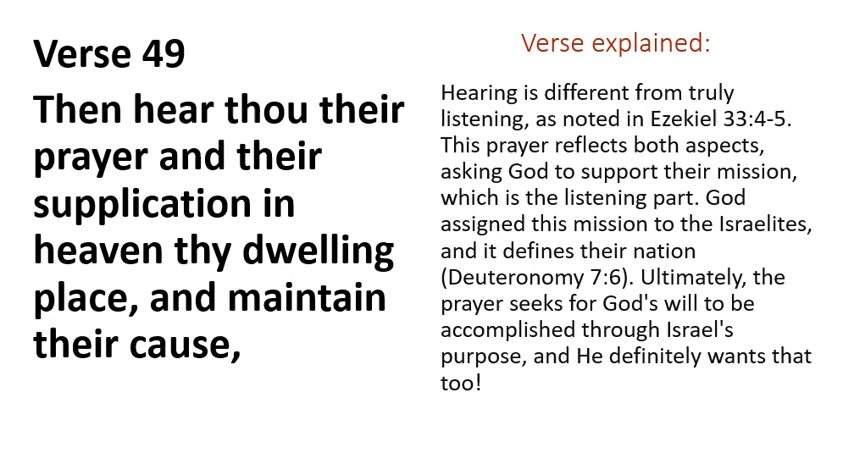 Verse 49
Then hear thou their
prayer and their
supplication in
heaven thy dwelling
place, and maintain
their cause,
Verse explained:
Hearing is different from truly
listening, as noted in Ezekiel 33:4-5.
This prayer reflects both aspects,
asking God to support their mission,
which is the listening part. God
assigned this mission to the Israelites,
and it defines their nation
(Deuteronomy 7:6). Ultimately, the
prayer seeks for God's will to be
accomplished through Israel's
purpose, and He definitely wants that
too!